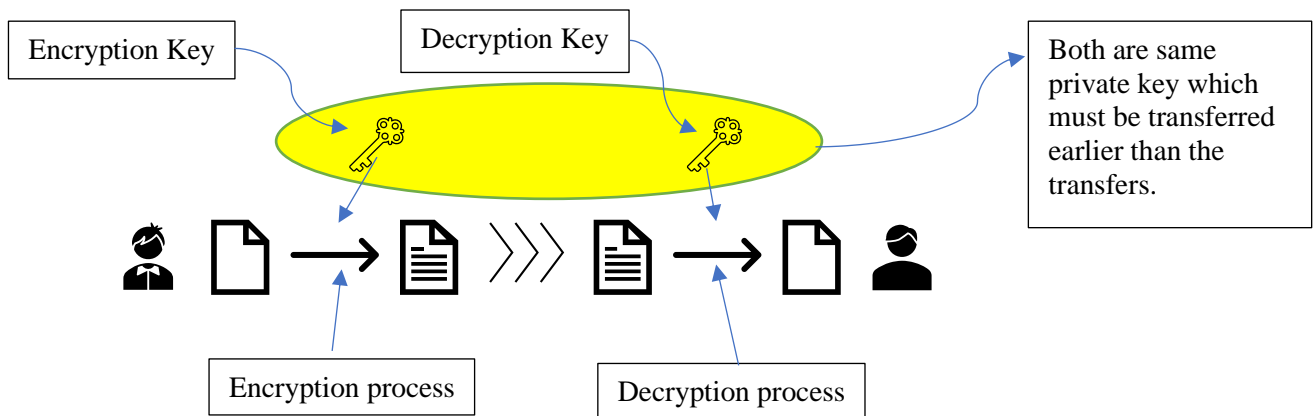 Encryption Key
Decryption Key
Both are same
private key which
must be transferred
earlier than the
transfers.
Encryption process
Decryption process